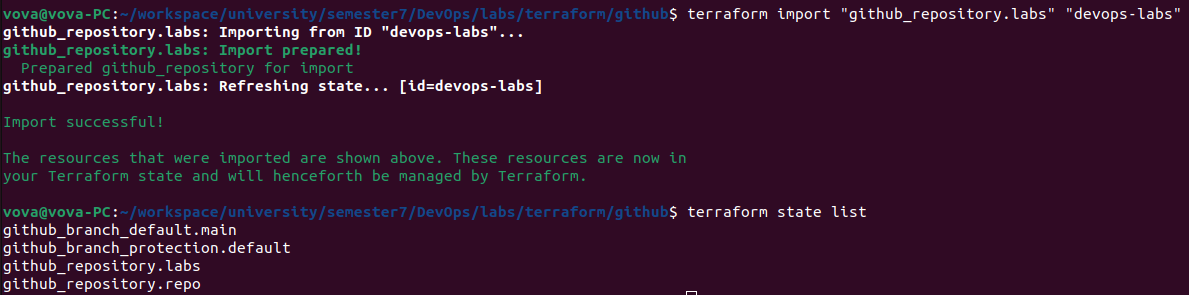 vova@vova-PC:~/workspace/university/semester7/DevOps/labs/terraform/github$ terraform import "github_repository.labs" "devops-labs"
github_repository.labs: Importing from ID "devops-labs"...
github_repository.labs: Import prepared!
  Prepared github_repository for import
github_repository.labs: Refreshing state... [id=devops-labs]

Import successful!

The resources that were imported are shown above. These resources are now in
your Terraform state and will henceforth be managed by Terraform.

vova@vova-PC:~/workspace/university/semester7/DevOps/labs/terraform/github$ terraform state list
github_branch_default.main
github_branch_protection.default
github_repository.labs
github_repository.repo